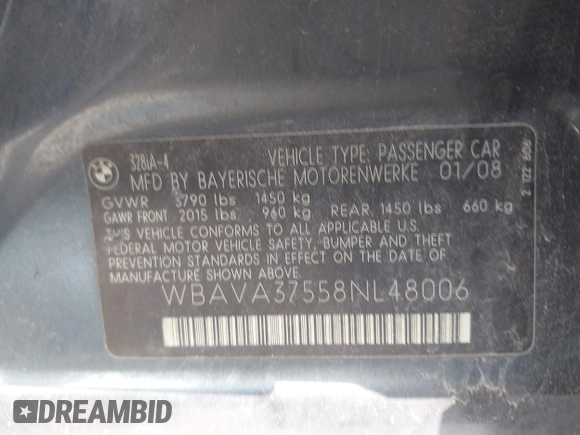 BMW
328iA-4 VEHICLE TYPE: PASSENGER CAR
MFD BY BAYERISCHE MOTORENWERKE 01/08
GVWR 3790 lbs 1450 kg
GAWR FRONT 2015 lbs 960 kg REAR 1450 lbs 660 kg
THIS VEHICLE CONFORMS TO ALL APPLICABLE U.S.
FEDERAL MOTOR VEHICLE SAFETY, BUMPER AND THEFT
PREVENTION STANDARDS IN EFFECT ON THE DATE OF
MANUFACTURE SHOWN ABOVE.
WBAVA37558NL48006
DREAMBID